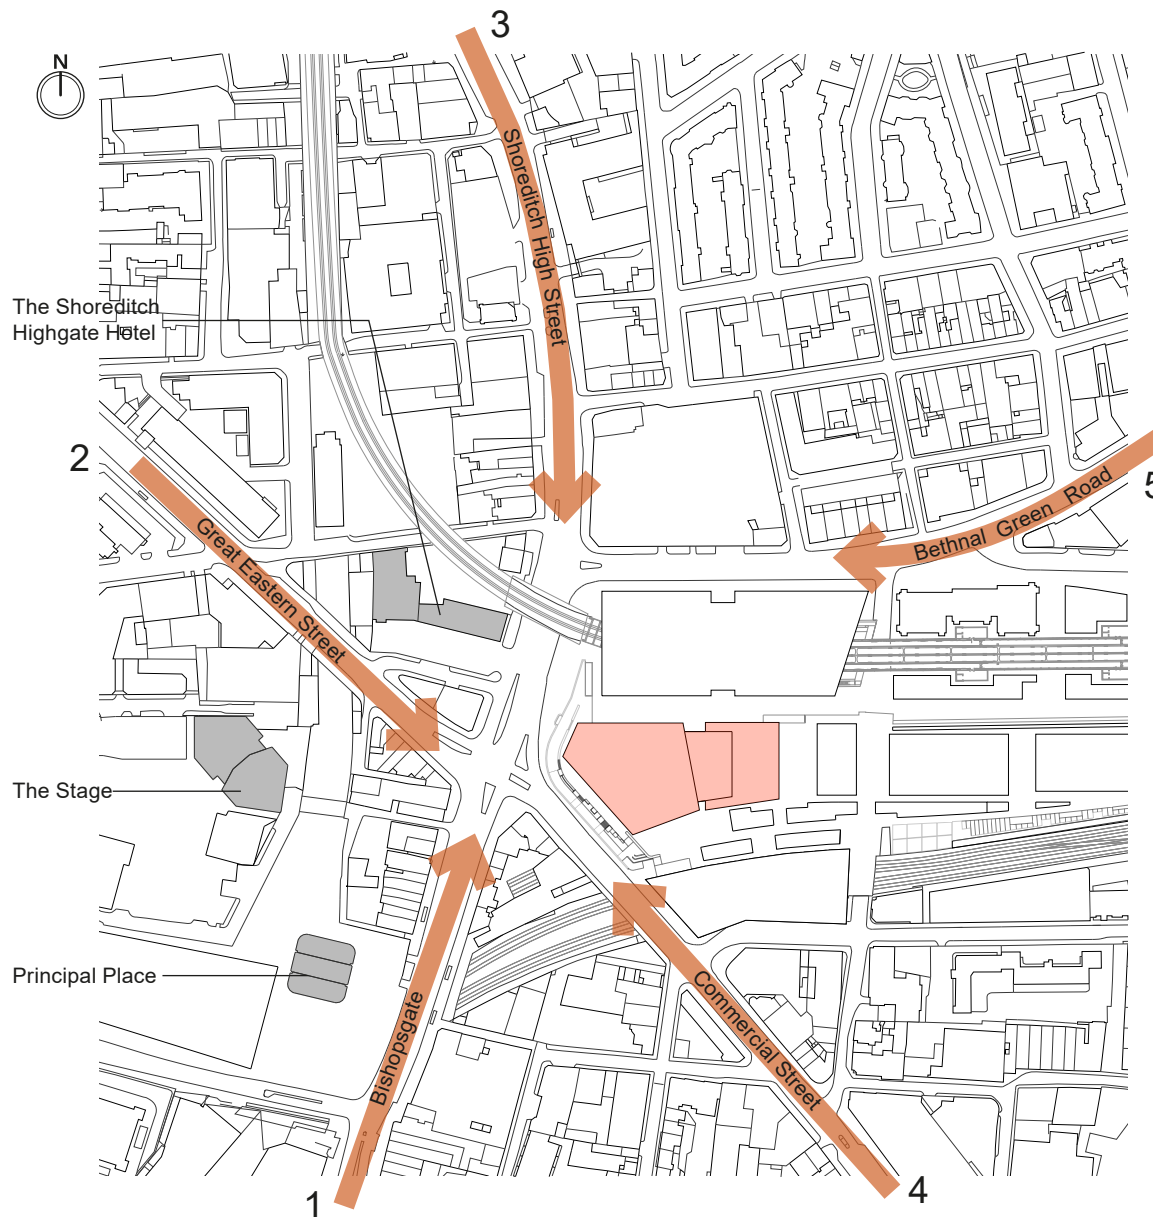 3
N
Shoreditch High Street
The Shoreditch
Highgate Hotel
2
5
Great Eastern Street
Bethnal Green Road
The Stage
Principal Place
Bishopsgate
Commercial Street
1
4